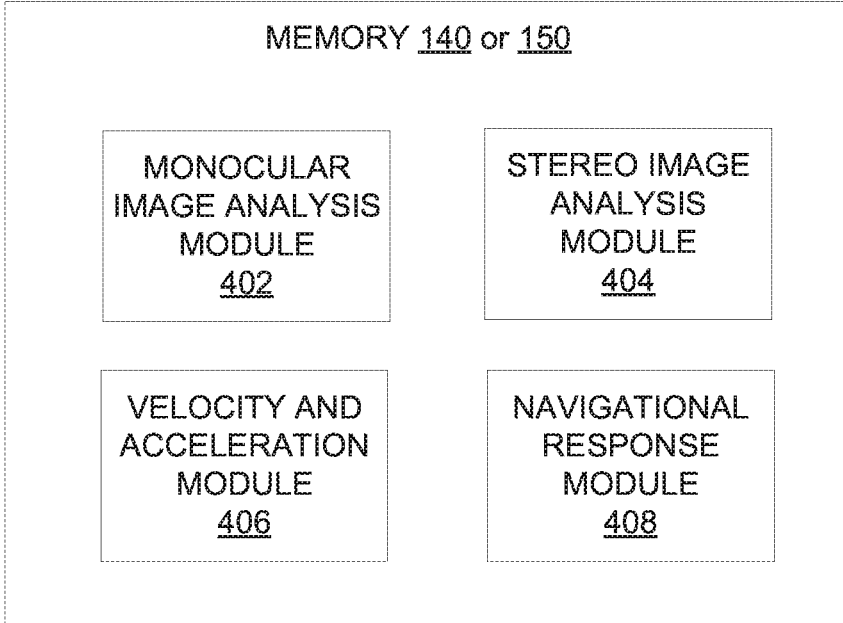 MEMORY 140 or 150
MONOCULAR
IMAGE ANALYSIS
MODULE
402
STEREO IMAGE
ANALYSIS
MODULE
404
VELOCITY AND
ACCELERATION
MODULE
406
NAVIGATIONAL
RESPONSE
MODULE
408